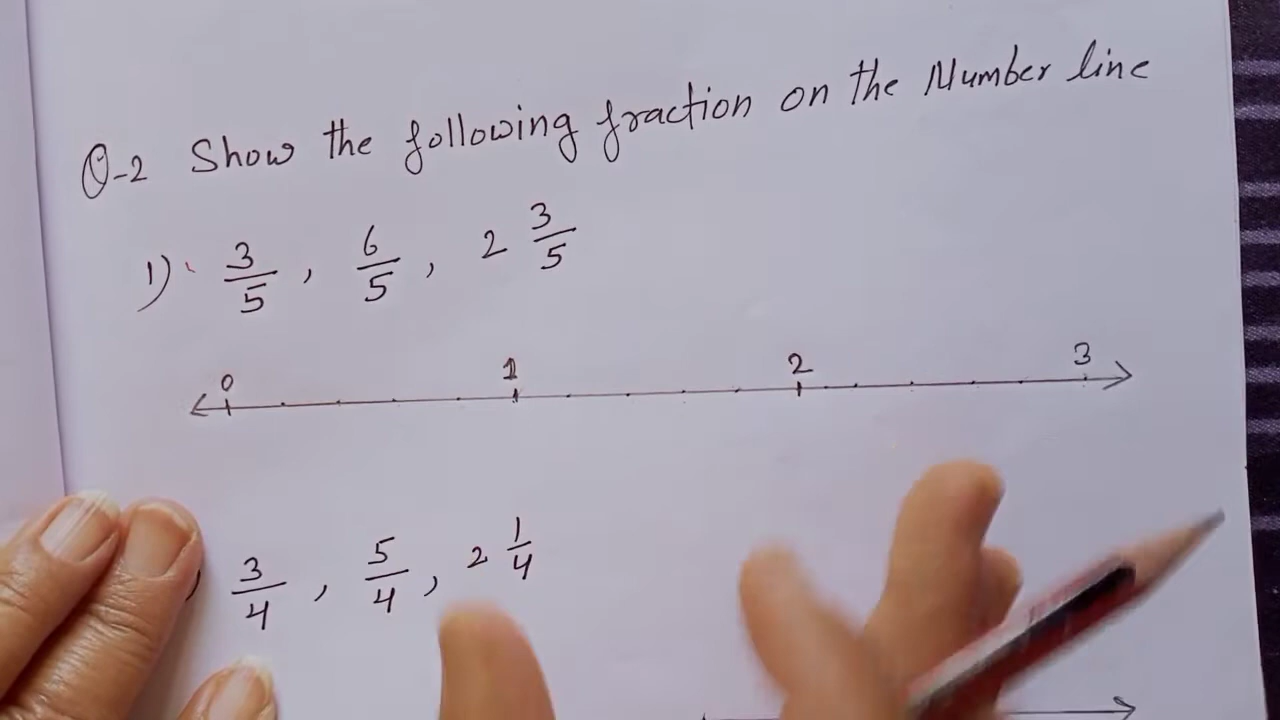 Q-2 Show the following fraction on the Number line
1) 3/5 , 6/5 , 2 3/5
0 1 2 3
) 3/4 , 5/4 , 2 1/4